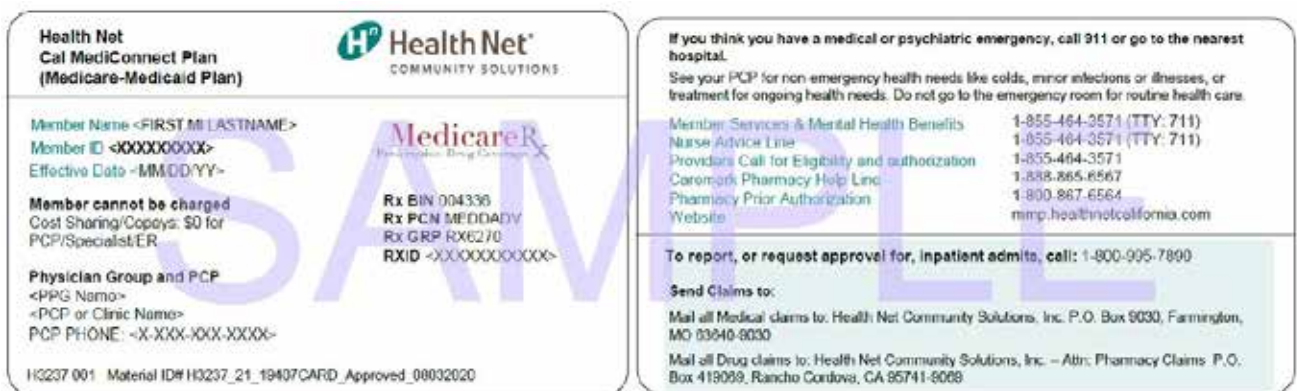 Health Net
Cal MediConnect Plan
(Medicare-Medicaid Plan)
Health Net
COMMUNITY SOLUTIONS
Member Name <FIRST MI LASTNAME>
Member ID <XXXXXXXXX>
Effective Date <MM/DD/YY>
Member cannot be charged
Cost Sharing/Copays: $0 for
PCP/Specialist/ER
Physician Group and PCP
<PPG Name>
<PCP or Clinic Name>
PCP PHONE: <X-XXX-XXX-XXXX>
MedicareRx
Prescription Drug Coverage
Rx BIN 004336
Rx PCN MEDDADV
Rx GRP RX6270
RXID <XXXXXXXXXXX>
H3237 001 Material ID# H3237_21_19407CARD_Approved_08032020
If you think you have a medical or psychiatric emergency, call 911 or go to the nearest
hospital.
See your PCP for non emergency health needs like colds, minor infections or illnesses, or
treatment for ongoing health needs. Do not go to the emergency room for routine health care.
Member Services & Mental Health Benefits 1-855-464-3571 (TTY: 711)
Nurse Advice Line 1-855-464-3571 (TTY: 711)
Providers Call for Eligibility and authorization 1-855-464-3571
Caremark Pharmacy Help Line 1-888-865-6567
Pharmacy Prior Authorization 1-800-867-6564
Website mmp.healthnetcalifornia.com
To report, or request approval for, inpatient admits, call: 1-800-995-7890
Send Claims to:
Mail all Medical claims to: Health Net Community Solutions, Inc. P.O. Box 9030, Farmington,
MO 63640-9030
Mail all Drug claims to: Health Net Community Solutions, Inc. – Attn: Pharmacy Claims P.O.
Box 419069, Rancho Cordova, CA 95741-9069
SAMPLE